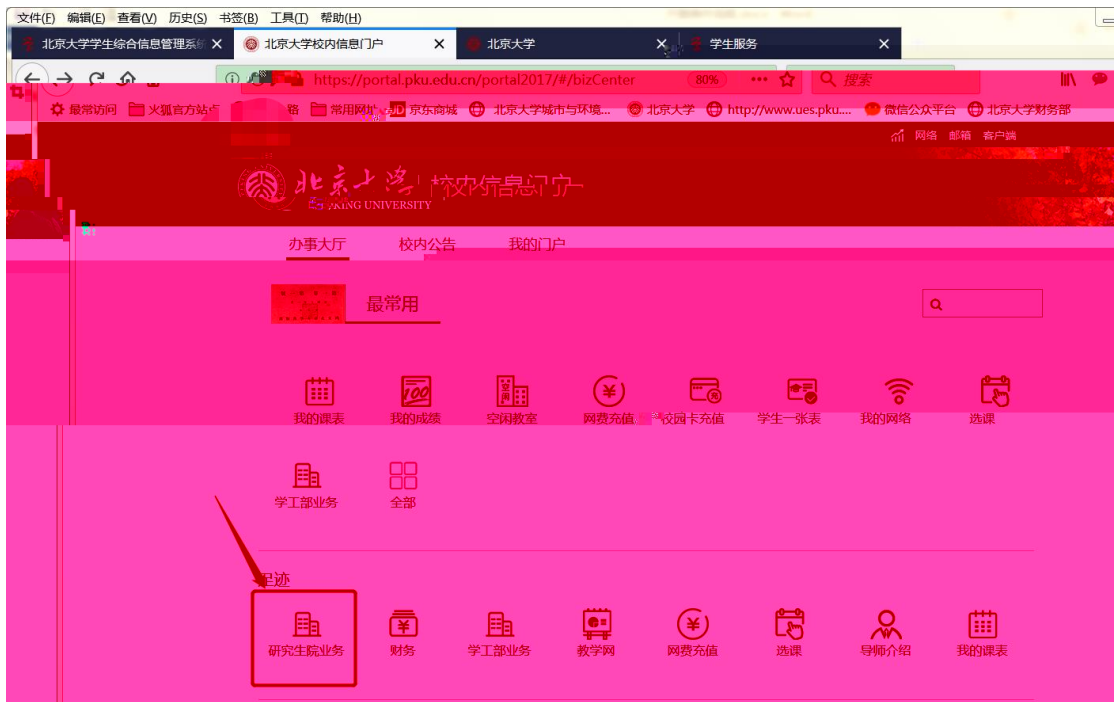 文件(F) 编辑(E) 查看(V) 历史(S) 书签(B) 工具(T) 帮助(H)
北京大学学生综合信息管理系统 北京大学校内信息门户 北京大学 学生服务
https://portal.pku.edu.cn/portal2017/#/bizCenter 80% 搜索
最常访问 火狐官方站点 常用网址 JD 京东商城 北京大学城市与环境... 北京大学 http://www.ues.pku.... 微信公众平台 北京大学财务部
网络 邮箱 客户端
北京大学 校内信息门户
UNIVERSITY
办事大厅 校内公告 我的门户
最常用
我的课表 我的成绩 空闲教室 网费充值 校园卡充值 学生一张表 我的网络 选课
学工部业务 全部
足迹
研究生院业务 财务 学工部业务 教学网 网费充值 选课 导师介绍 我的课表